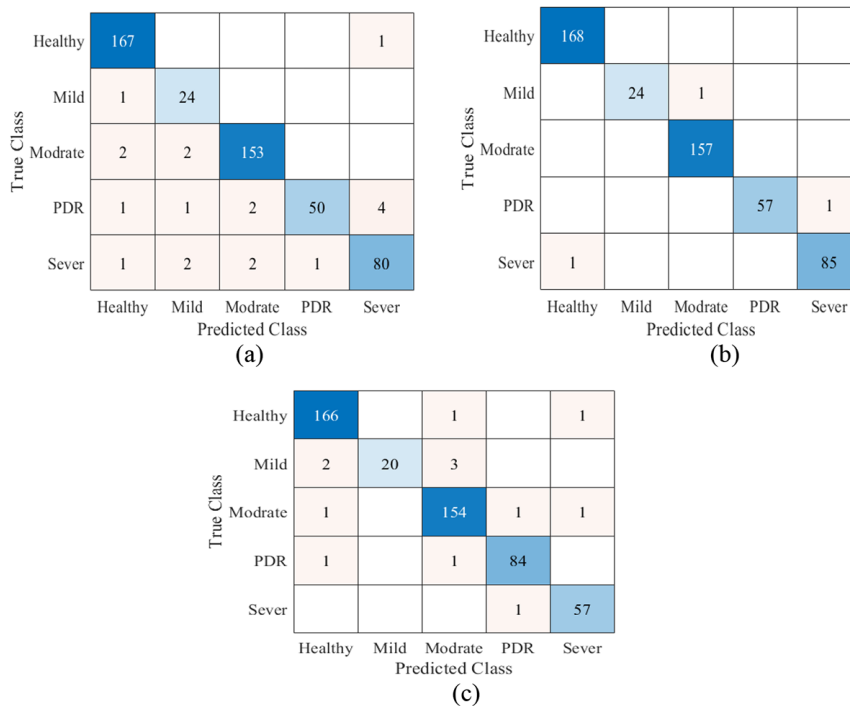 True Class
Healthy 167 1
Mild 1 24
Modrate 2 2 153
PDR 1 1 2 50 4
Sever 1 2 2 1 80
Healthy Mild Modrate PDR Sever
Predicted Class
(a)
True Class
Healthy 168
Mild 24 1
Modrate 157
PDR 57 1
Sever 1 85
Healthy Mild Modrate PDR Sever
Predicted Class
(b)
True Class
Healthy 166 1 1
Mild 2 20 3
Modrate 1 154 1 1
PDR 1 1 84
Sever 1 57
Healthy Mild Modrate PDR Sever
Predicted Class
(c)